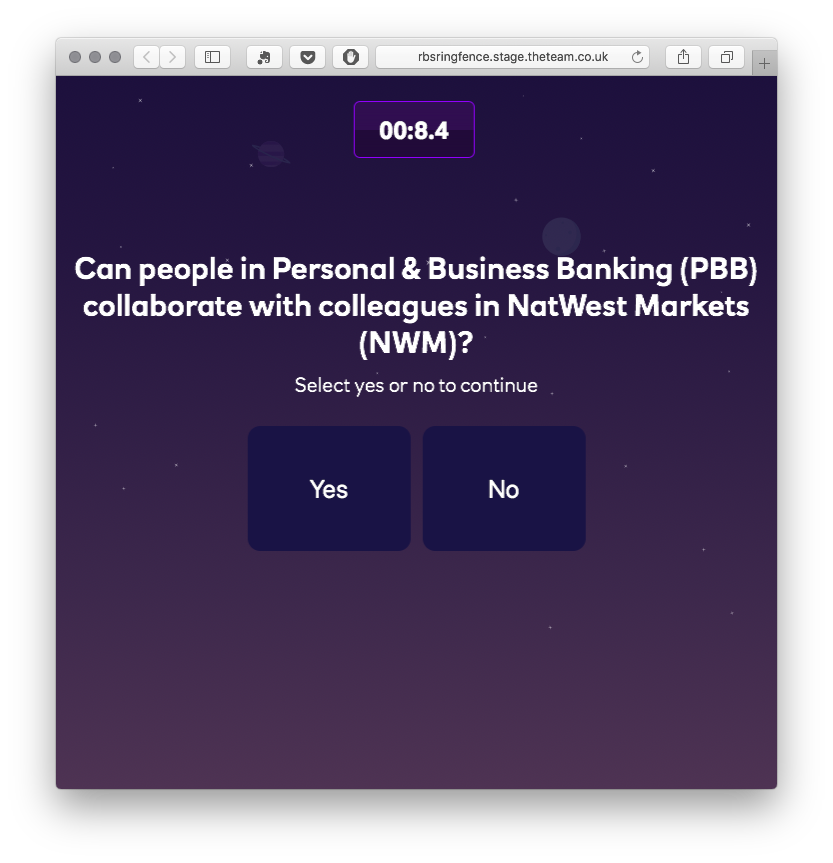 rbsringfence.stage.theteam.co.uk
00:8.4
Can people in Personal & Business Banking (PBB)
collaborate with colleagues in NatWest Markets
(NWM)?
Select yes or no to continue
Yes
No